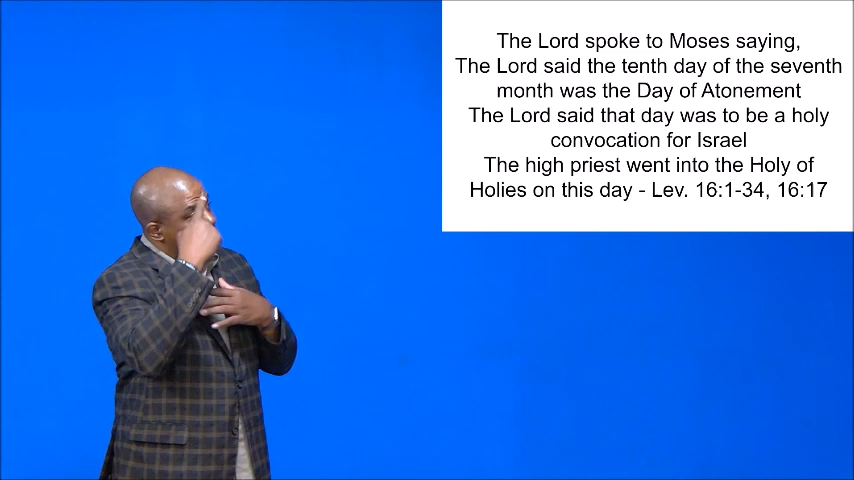 The Lord spoke to Moses saying,
The Lord said the tenth day of the seventh
month was the Day of Atonement
The Lord said that day was to be a holy
convocation for Israel
The high priest went into the Holy of
Holies on this day - Lev. 16:1-34, 16:17